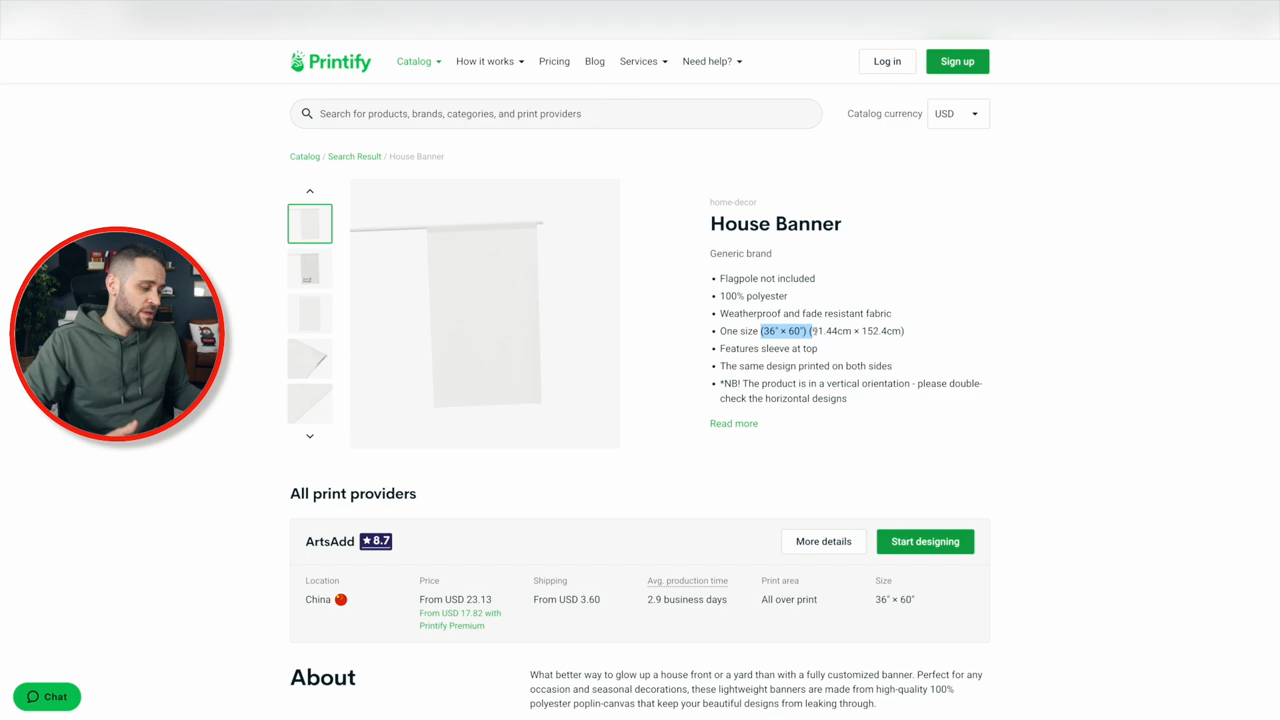 Printify
Catalog
How it works
Pricing
Blog
Services
Need help?
Log in
Sign up
Search for products, brands, categories, and print providers
Catalog currency
USD
Catalog / Search Result / House Banner
home-decor
House Banner
Generic brand
• Flagpole not included
• 100% polyester
• Weatherproof and fade resistant fabric
• One size (36" × 60") (91.44cm × 152.4cm)
• Features sleeve at top
• The same design printed on both sides
• *NB! The product is in a vertical orientation - please double-
check the horizontal designs
Read more
All print providers
ArtsAdd ★ 8.7
More details
Start designing
Location
Price
Shipping
Avg. production time
Print area
Size
China
From USD 23.13
From USD 3.60
2.9 business days
All over print
36" × 60"
From USD 17.82 with
Printify Premium
About
What better way to glow up a house front or a yard than with a fully customized banner. Perfect for any
occasion and seasonal decorations, these lightweight banners are made from high-quality 100%
polyester poplin-canvas that keep your beautiful designs from leaking through.
Chat